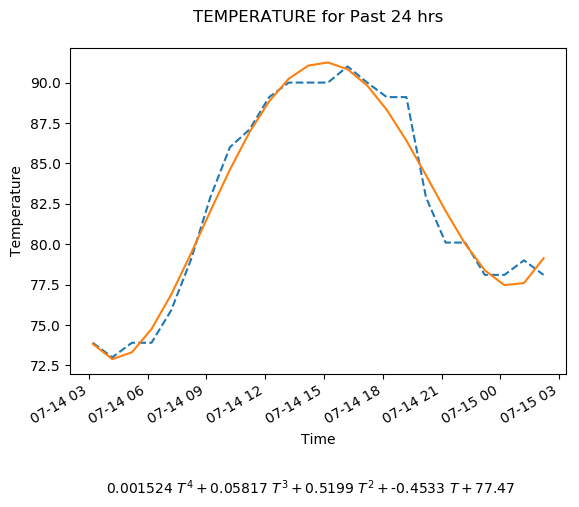 TEMPERATURE for Past 24 hrs
90.0
87.5
85.0
82.5
80.0
77.5
75.0
72.5
Temperature
07-14 03 07-14 06 07-14 09 07-14 12 07-14 15 07-14 18 07-14 21 07-15 00 07-15 03
Time
0.001524 T⁴ + 0.05817 T³ + 0.5199 T² + -0.4533 T + 77.47